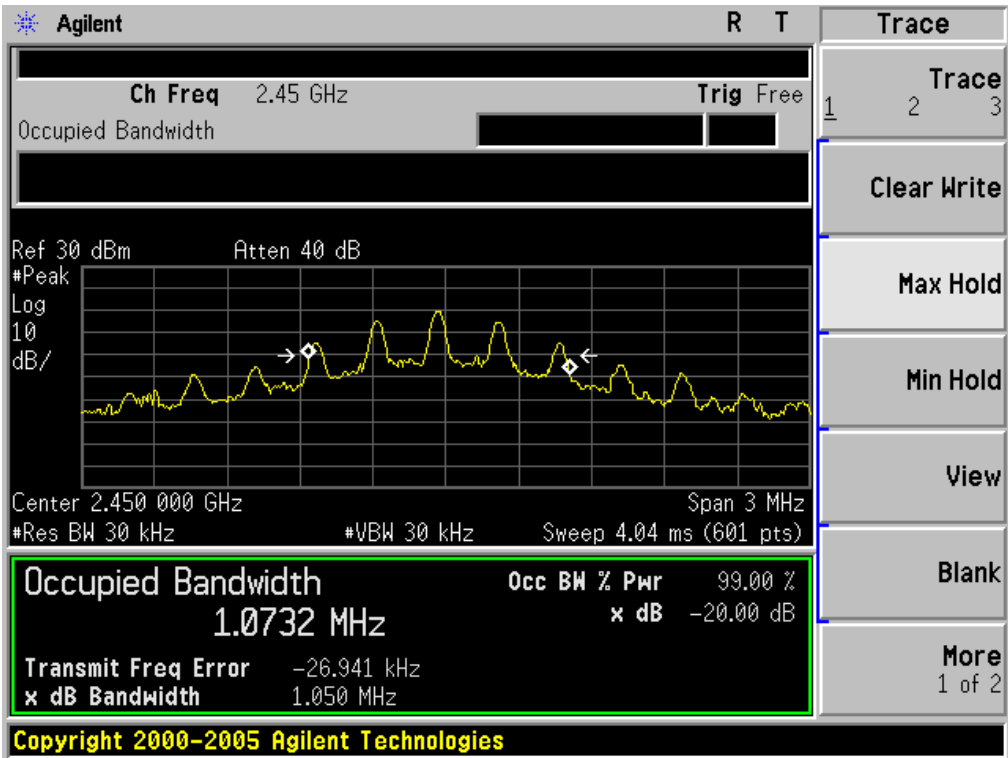 Agilent R T
Trace
Ch Freq 2.45 GHz Trig Free
Occupied Bandwidth
Ref 30 dBm Atten 40 dB
#Peak
Log
10
dB/
Center 2.450 000 GHz Span 3 MHz
#Res BW 30 kHz #VBW 30 kHz Sweep 4.04 ms (601 pts)
Occupied Bandwidth
1.0732 MHz
Occ BW % Pwr 99.00 %
x dB -20.00 dB
Transmit Freq Error -26.941 kHz
x dB Bandwidth 1.050 MHz
Copyright 2000-2005 Agilent Technologies
Trace
1 2 3
Clear Write
Max Hold
Min Hold
View
Blank
More
1 of 2